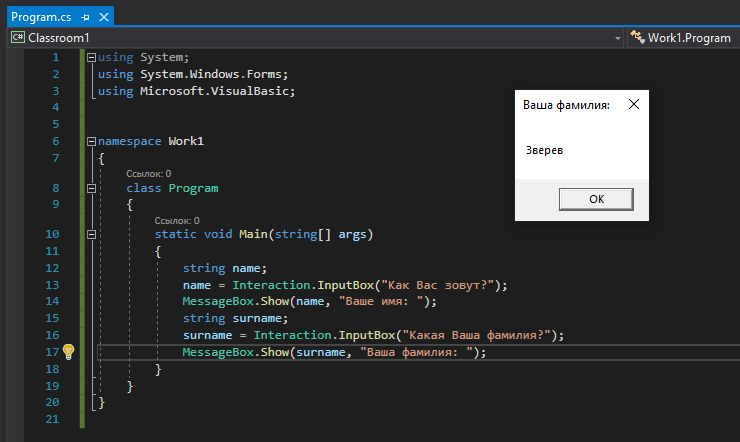 Program.cs
Classroom1
Work1.Program
1 using System;
2 using System.Windows.Forms;
3 using Microsoft.VisualBasic;
4
5
6 namespace Work1
7 {
Ссылок: 0
8 class Program
9 {
Ссылок: 0
10 static void Main(string[] args)
11 {
12 string name;
13 name = Interaction.InputBox("Как Вас зовут?");
14 MessageBox.Show(name, "Ваше имя: ");
15 string surname;
16 surname = Interaction.InputBox("Какая Ваша фамилия?");
17 MessageBox.Show(surname, "Ваша фамилия: ");
18 }
19 }
20 }
21
Ваша фамилия:
Зверев
ОК